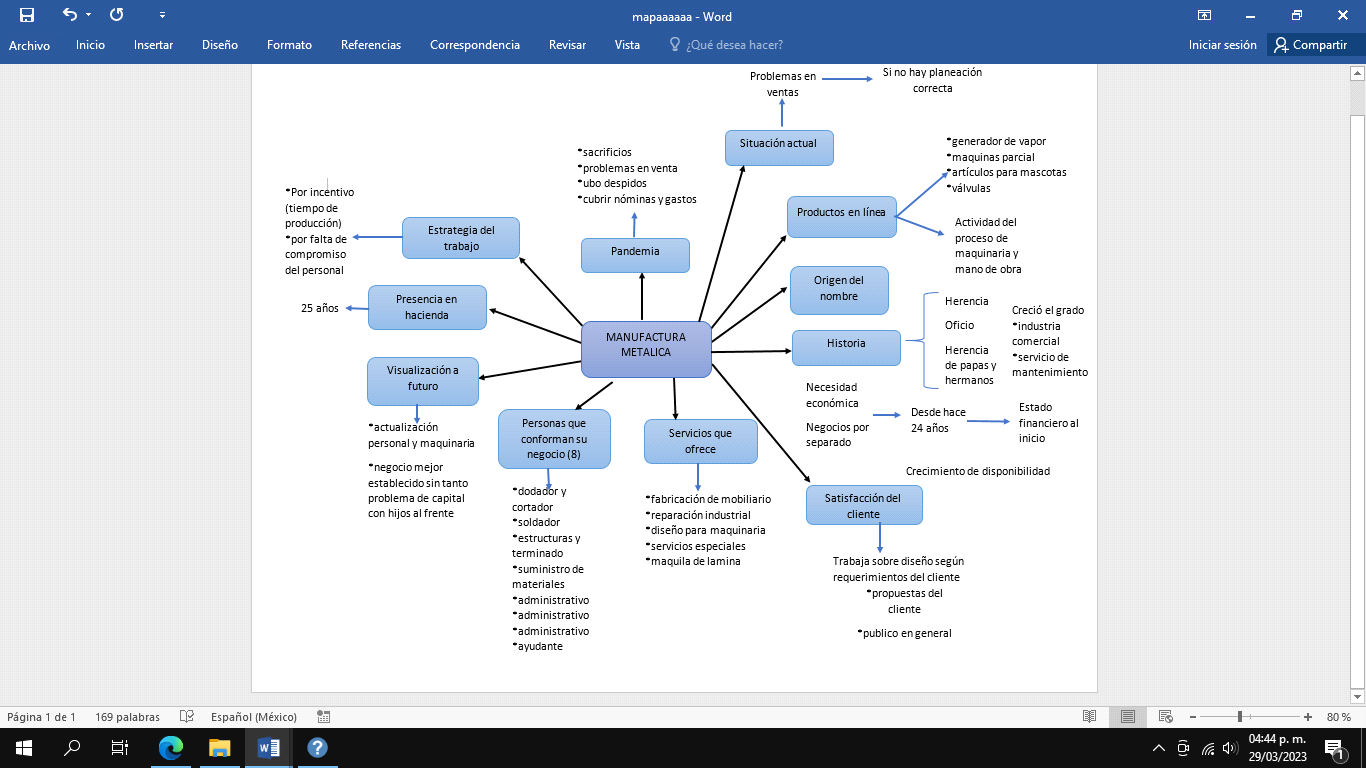 mapaaaaaa - Word
Archivo
Inicio
Insertar
Diseño
Formato
Referencias
Correspondencia
Revisar
Vista
¿Qué desea hacer?
Iniciar sesión
Compartir
Problemas en
ventas
Si no hay planeación
correcta
Situación actual
*generador de vapor
*maquinas parcial
*artículos para mascotas
*válvulas
*sacrificios
*problemas en venta
*ubo despidos
*cubrir nóminas y gastos
*Por incentivo
(tiempo de
producción)
*por falta de
compromiso
del personal
Estrategia del
trabajo
Pandemia
Productos en línea
Actividad del
proceso de
maquinaria y
mano de obra
Origen del
nombre
25 años
Presencia en
hacienda
MANUFACTURA
METALICA
Historia
Herencia
Oficio
Herencia
de papas y
hermanos
Creció el grado
*industria
comercial
*servicio de
mantenimiento
Visualización a
futuro
*actualización
personal y maquinaria
*negocio mejor
establecido sin tanto
problema de capital
con hijos al frente
Personas que
conforman su
negocio (8)
*dodador y
cortador
*soldador
*estructuras y
terminado
*suministro de
materiales
*administrativo
*administrativo
*administrativo
*ayudante
Servicios que
ofrece
*fabricación de mobiliario
*reparación industrial
*diseño para maquinaria
*servicios especiales
*maquila de lamina
Necesidad
económica
Negocios por
separado
Desde hace
24 años
Estado
financiero al
inicio
Crecimiento de disponibilidad
Satisfacción del
cliente
Trabaja sobre diseño según
requerimientos del cliente
*propuestas del
cliente
*publico en general
Página 1 de 1
169 palabras
Español (México)
80 %
04:44 p. m.
29/03/2023
1